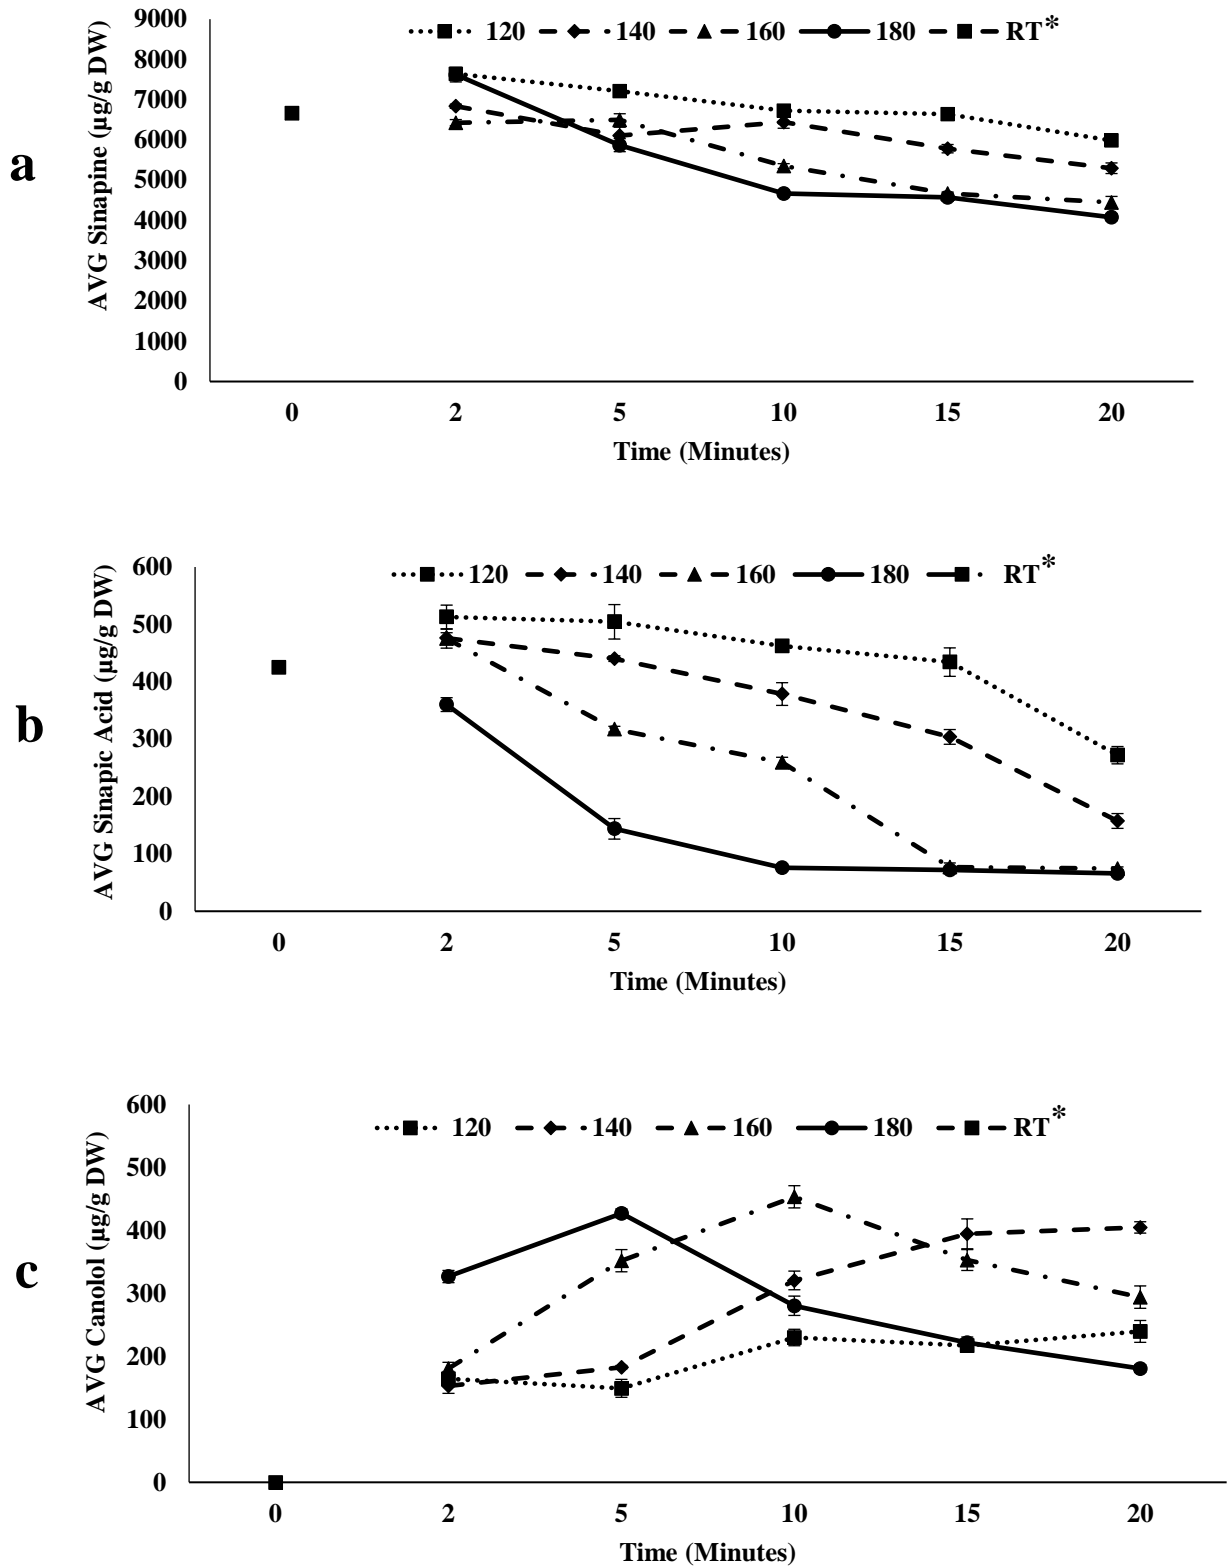 a
AVG Sinapine (µg/g DW)
9000
8000
7000
6000
5000
4000
3000
2000
1000
0
120 140 160 180 RT*
0 2 5 10 15 20
Time (Minutes)
b
AVG Sinapic Acid (µg/g DW)
600
500
400
300
200
100
0
120 140 160 180 RT*
0 2 5 10 15 20
Time (Minutes)
c
AVG Canolol (µg/g DW)
600
500
400
300
200
100
0
120 140 160 180 RT*
0 2 5 10 15 20
Time (Minutes)